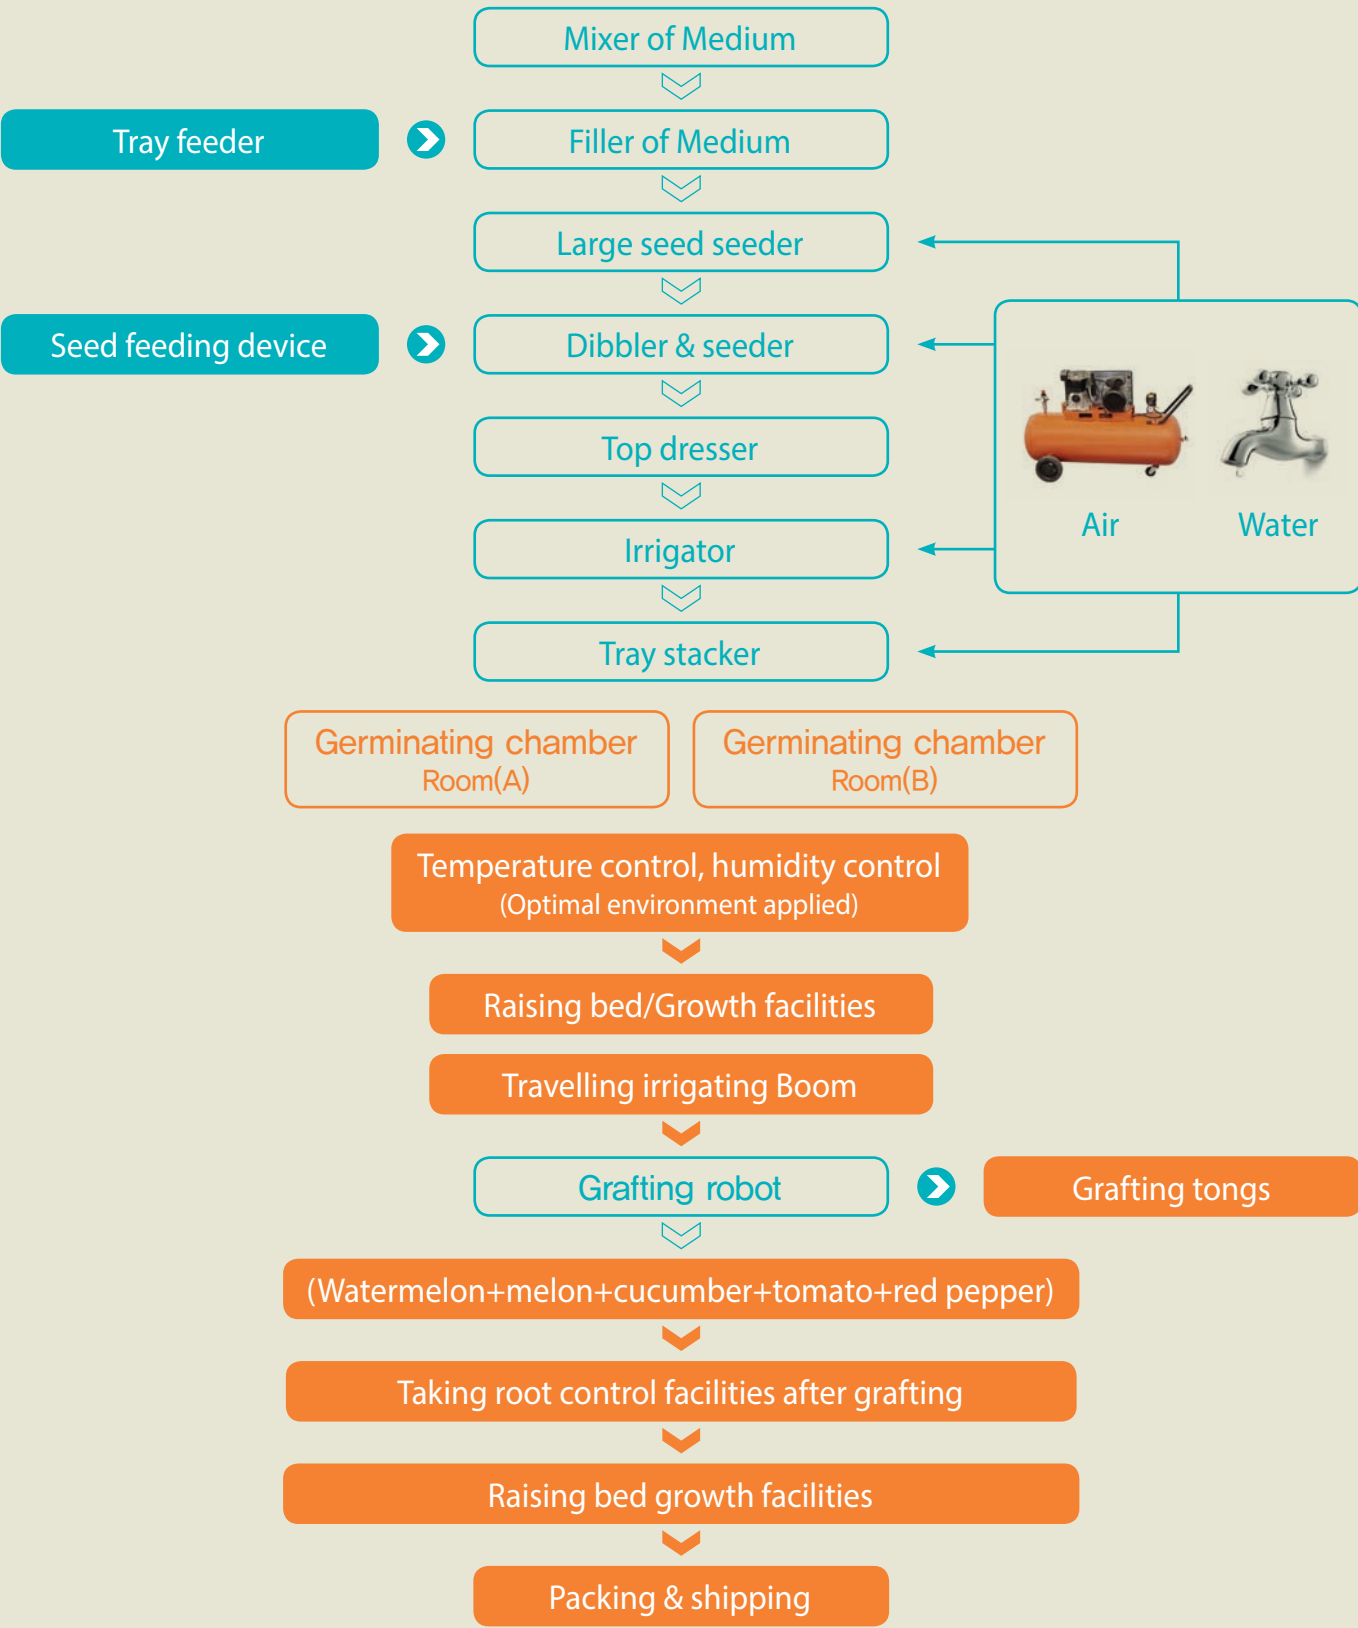 Mixer of Medium
Tray feeder
Filler of Medium
Large seed seeder
Seed feeding device
Dibbler & seeder
Top dresser
Air
Water
Irrigator
Tray stacker
Germinating chamber
Room(A)
Germinating chamber
Room(B)
Temperature control, humidity control
(Optimal environment applied)
Raising bed/Growth facilities
Travelling irrigating Boom
Grafting robot
Grafting tongs
(Watermelon+melon+cucumber+tomato+red pepper)
Taking root control facilities after grafting
Raising bed growth facilities
Packing & shipping